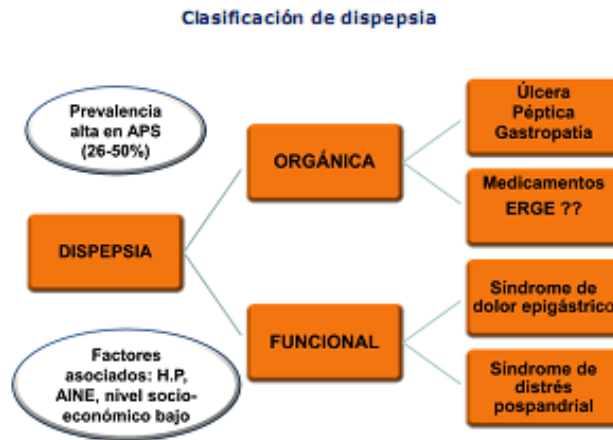 Clasificación de dispepsia
Prevalencia
alta en APS
(26-50%)
DISPEPSIA
Factores
asociados: H.P,
AINE, nivel socio-
económico bajo
ORGÁNICA
FUNCIONAL
Úlcera
Péptica
Gastropatia
Medicamentos
ERGE ??
Síndrome de
dolor epigástrico
Síndrome de
distrés
pospandrial